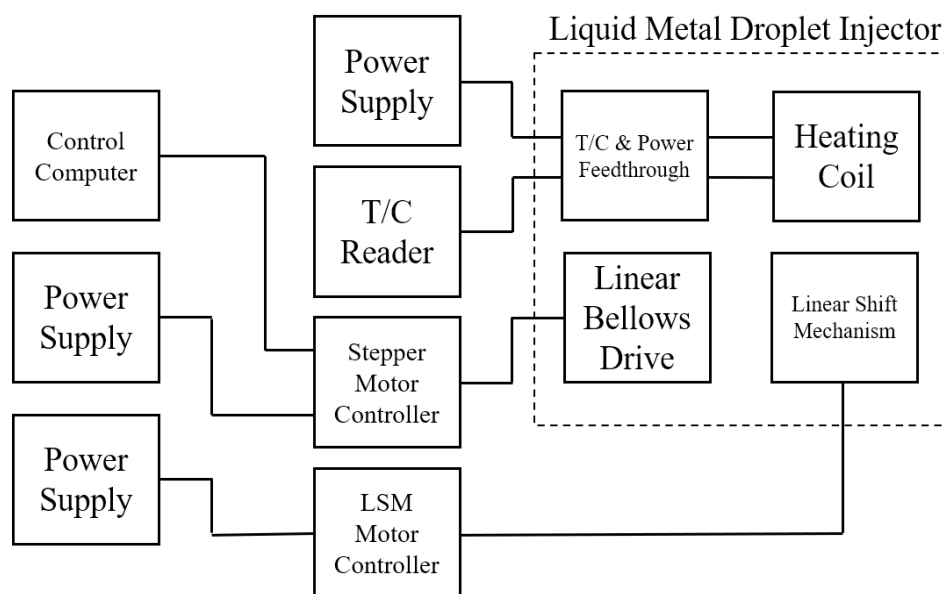 Liquid Metal Droplet Injector
Power
Supply
T/C & Power
Feedthrough
Heating
Coil
Control
Computer
T/C
Reader
Power
Supply
Linear
Bellows
Drive
Linear Shift
Mechanism
Stepper
Motor
Controller
Power
Supply
LSM
Motor
Controller